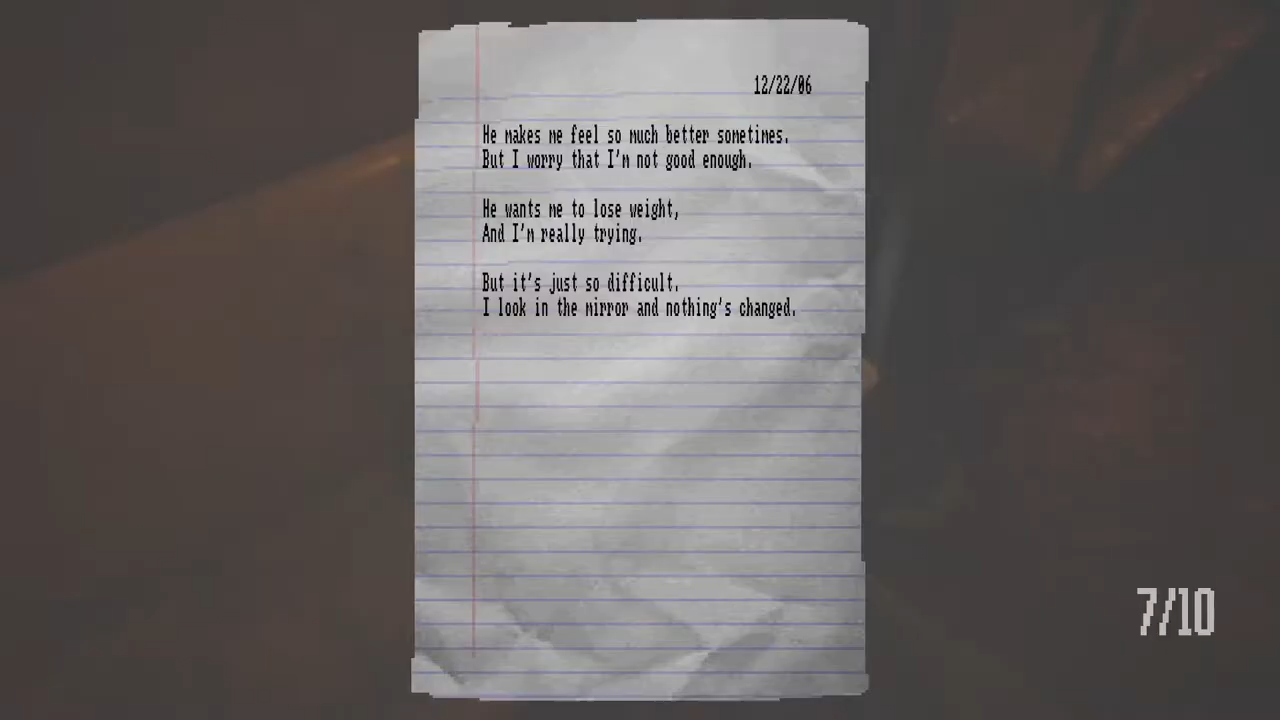 12/22/06
He makes me feel so much better sometimes.
But I worry that I'm not good enough.
He wants me to lose weight,
And I'm really trying.
But it's just so difficult.
I look in the mirror and nothing's changed.
7/10